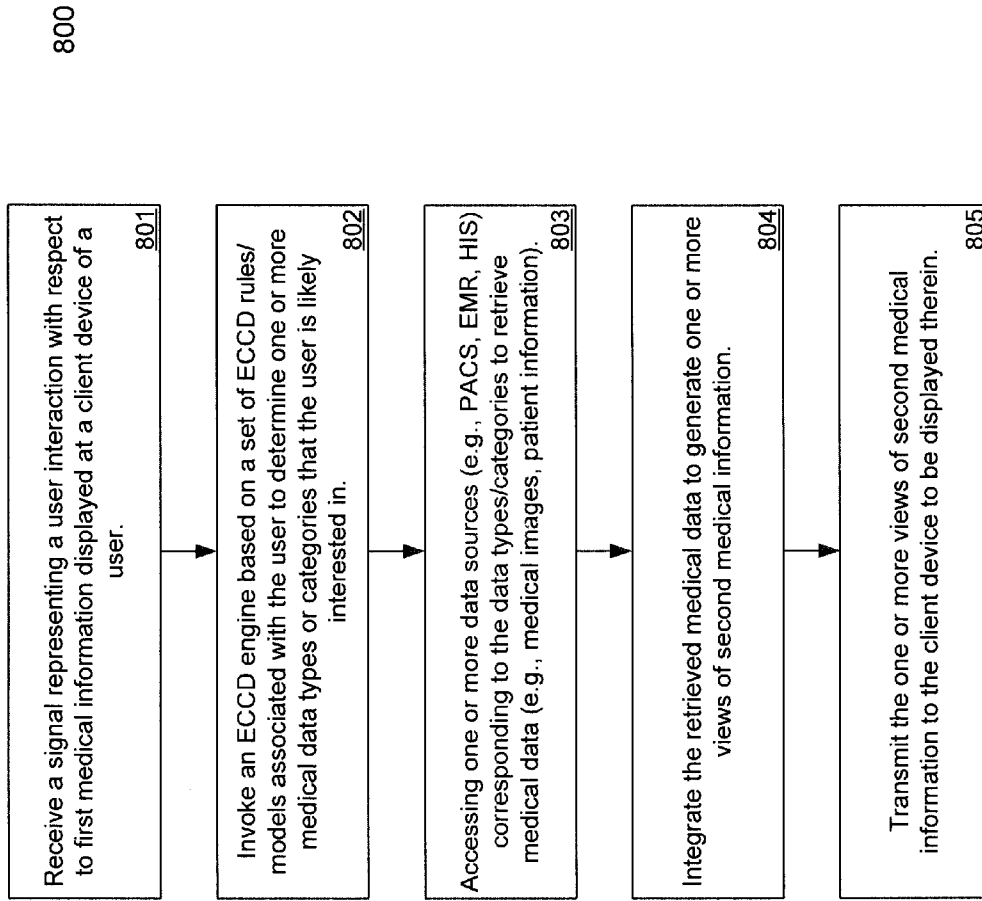 800
Receive a signal representing a user interaction with respect
to first medical information displayed at a client device of a
user.
801
Invoke an ECCD engine based on a set of ECCD rules/
models associated with the user to determine one or more
medical data types or categories that the user is likely
interested in.
802
Accessing one or more data sources (e.g., PACS, EMR, HIS)
corresponding to the data types/categories to retrieve
medical data (e.g., medical images, patient information).
803
Integrate the retrieved medical data to generate one or more
views of second medical information.
804
Transmit the one or more views of second medical
information to the client device to be displayed therein.
805